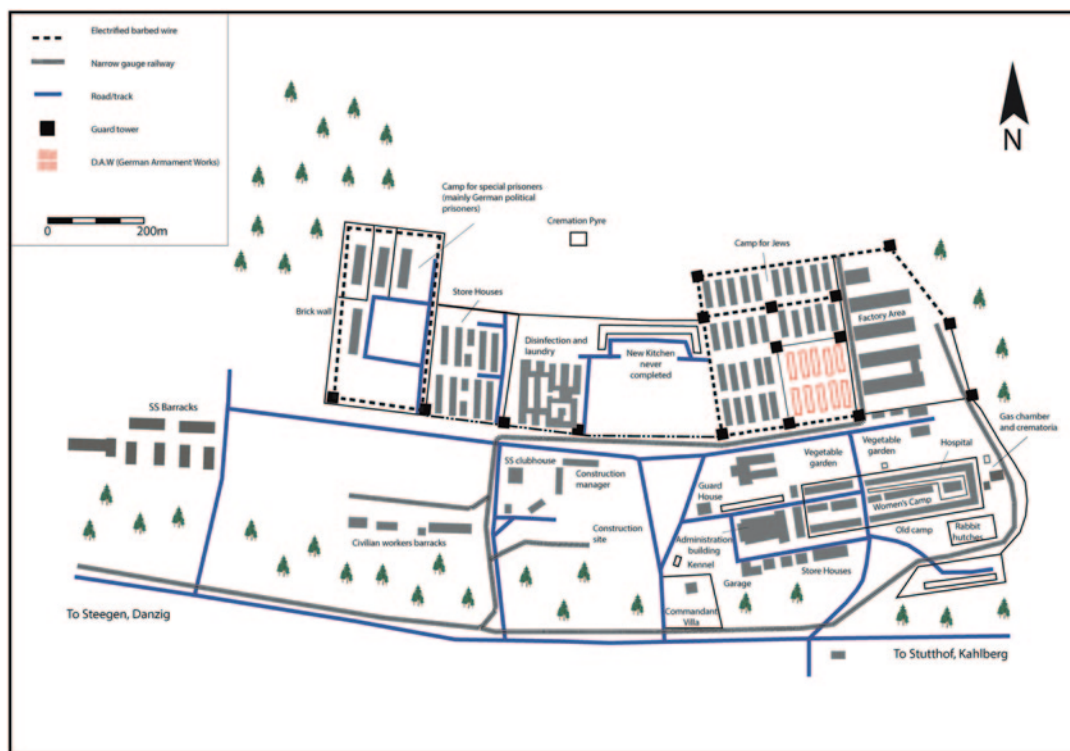 Electrified barbed wire
Narrow gauge railway
Road/track
Guard tower
D.A.W (German Armament Works)
0
200m
N
Camp for special prisoners
(mainly German political
prisoners)
Cremation Pyre
Camp for Jews
Brick wall
Store Houses
Factory Area
Disinfection and
laundry
New Kitchen
never
completed
SS Barracks
Gas chamber
and crematoria
SS clubhouse
Construction
manager
Vegetable
garden
Vegetable
garden
Hospital
Guard
House
Women's Camp
Civilian workers barracks
Construction
site
Administration
building
Old camp
Rabbit
hutches
Kennel
Garage
Store Houses
Commandant
Villa
To Steegen, Danzig
To Stutthof, Kahlberg